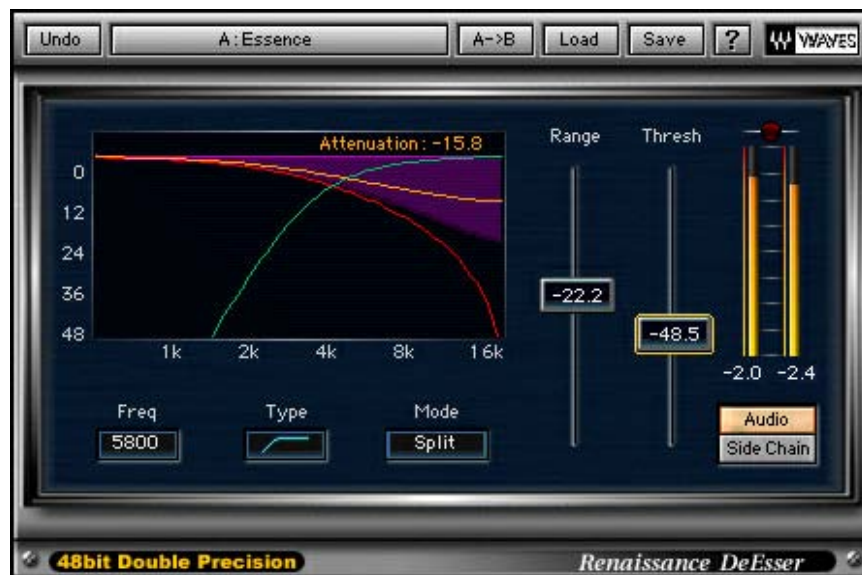 Undo A:Essence A->B Load Save ? WAVES
Attenuation: -15.8
Range Thresh
0
12
24
36
48
1k 2k 4k 8k 16k
-22.2
-48.5
-2.0 -2.4
Freq Type Mode
5800 Split
Audio
Side Chain
48bit Double Precision Renaissance DeEsser